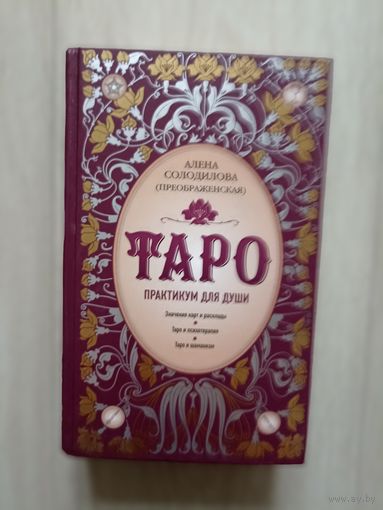 АЛЕНА
СОЛОДИЛОВА
(ПРЕОБРАЖЕНСКАЯ)
ТАРО
ПРАКТИКУМ ДЛЯ ДУШИ
Значения карт и расклады
Таро и психотерапия
Таро и шаманизм
www.ay.by